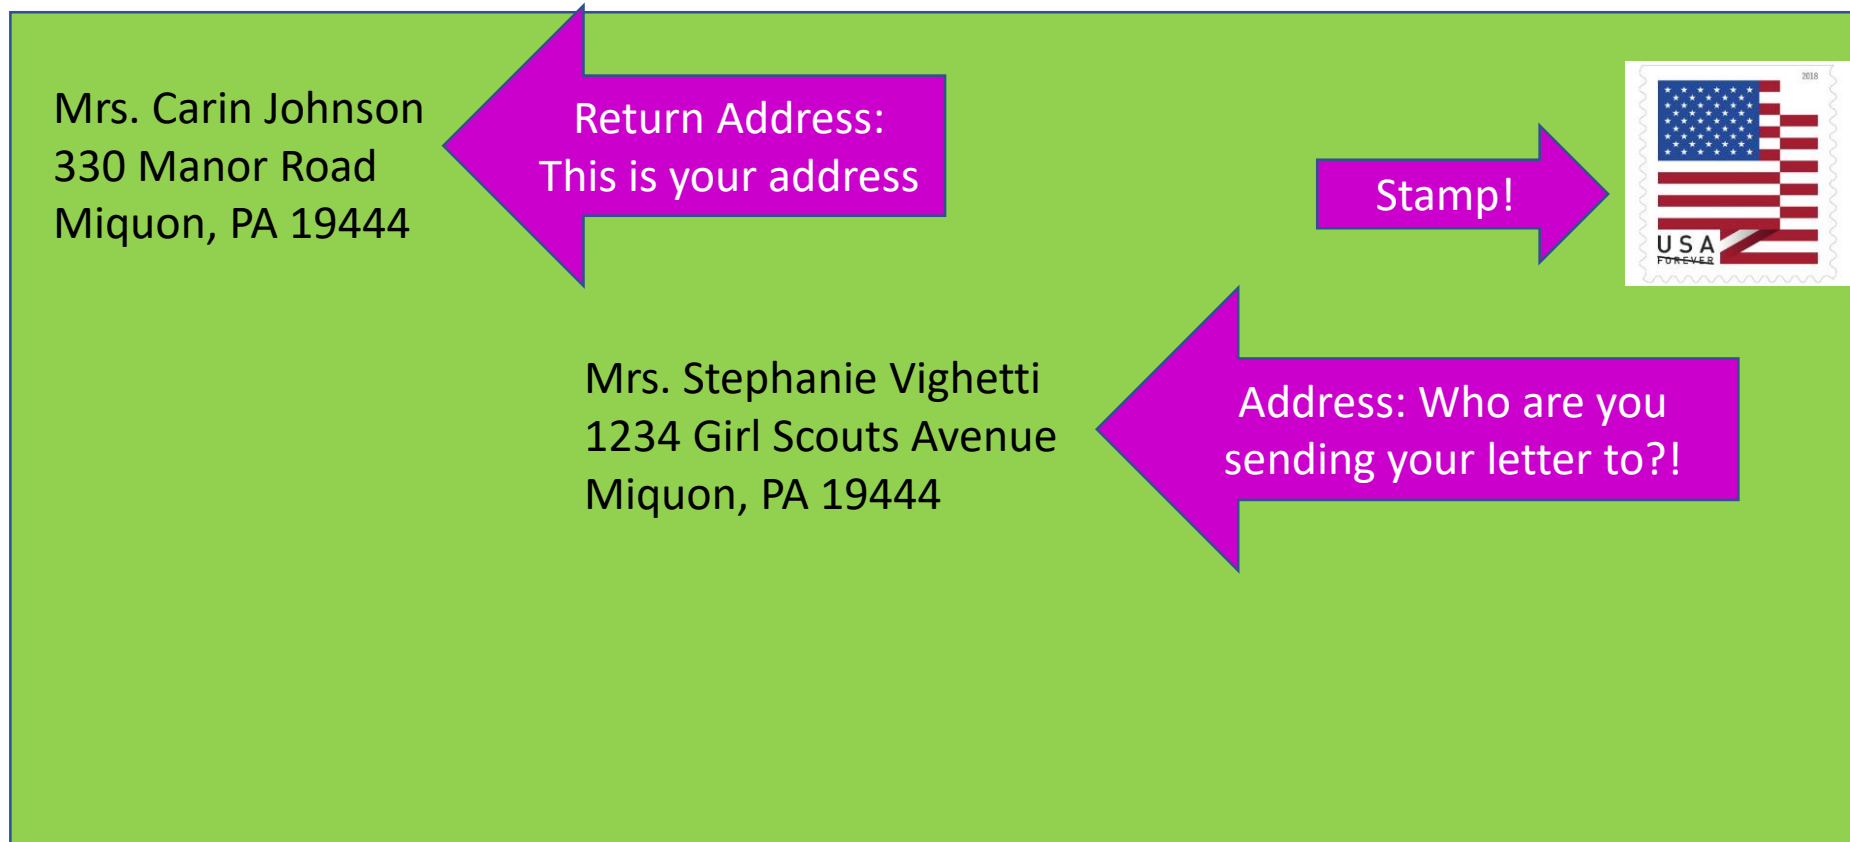 Mrs. Carin Johnson
330 Manor Road
Miquon, PA 19444
Return Address:
This is your address
Stamp!
2018
USA
FOREVER
Mrs. Stephanie Vighetti
1234 Girl Scouts Avenue
Miquon, PA 19444
Address: Who are you
sending your letter to?!